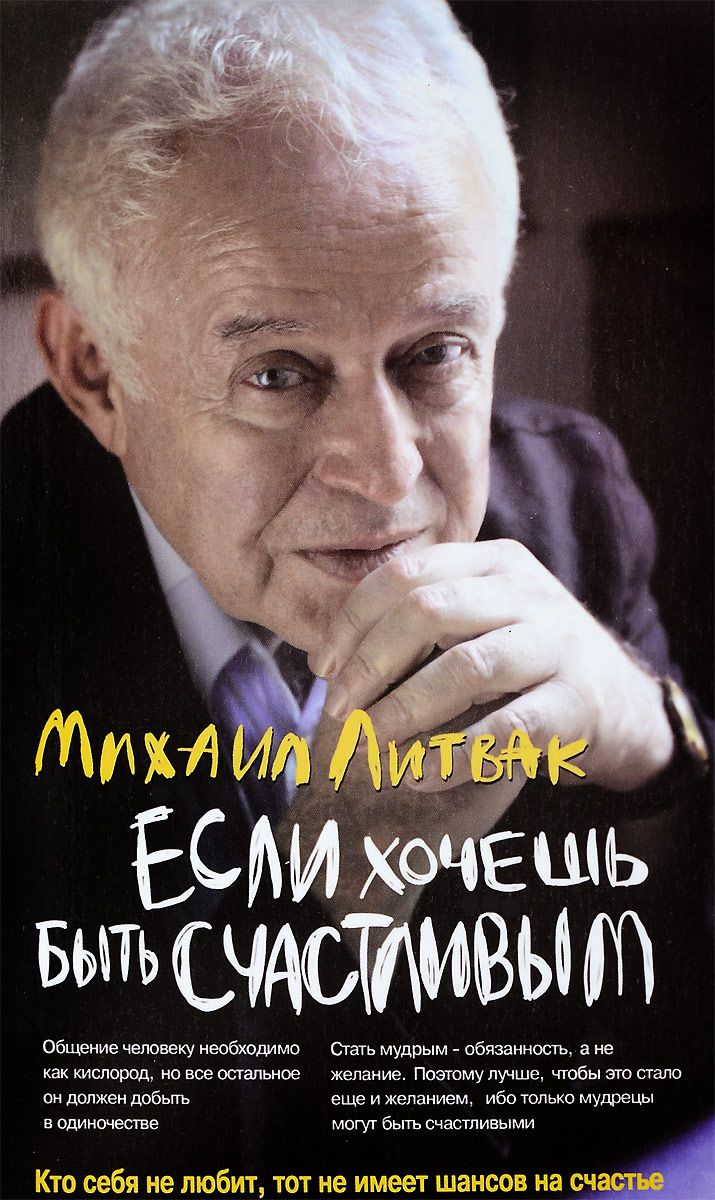 Михаил Литвак
Если хочешь
быть счастливым
Общение человеку необходимо
как кислород, но все остальное
он должен добыть
в одиночестве
Стать мудрым - обязанность, а не
желание. Поэтому лучше, чтобы это стало
еще и желанием, ибо только мудрецы
могут быть счастливыми
Кто себя не любит, тот не имеет шансов на счастье